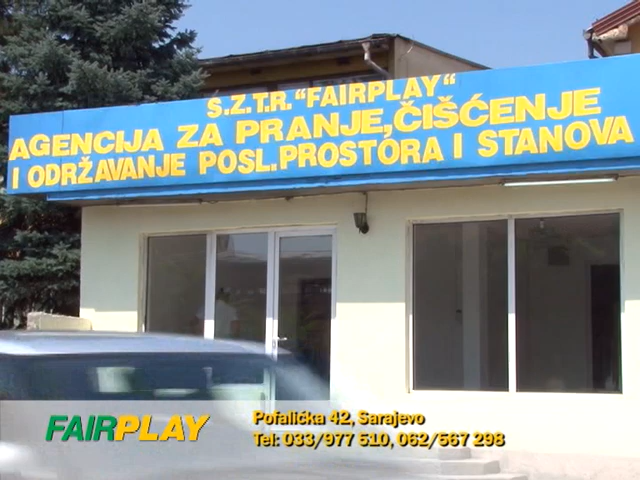 S.Z.T.R. "FAIRPLAY"
AGENCIJA ZA PRANJE, ČIŠĆENJE
I ODRŽAVANJE POSL. PROSTORA I STANOVA
FAIRPLAY
Pofalićka 42, Sarajevo
Tel: 033/977 510, 062/567 298